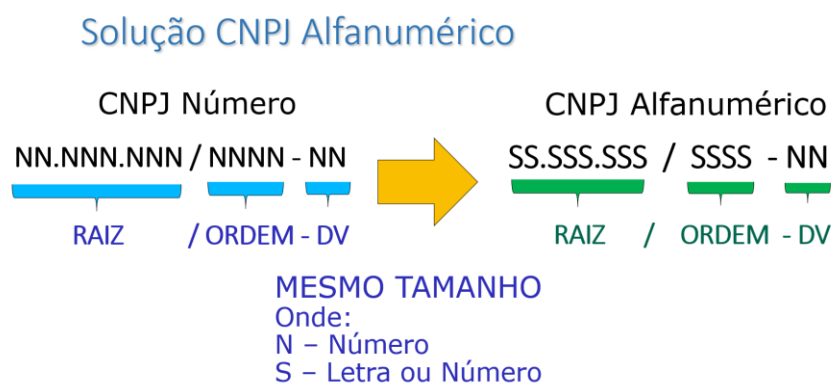 Solução CNPJ Alfanumérico
CNPJ Número
NN.NNN.NNN / NNNN - NN
RAIZ / ORDEM - DV
CNPJ Alfanumérico
SS.SSS.SSS / SSSS - NN
RAIZ / ORDEM - DV
MESMO TAMANHO
Onde:
N – Número
S – Letra ou Número